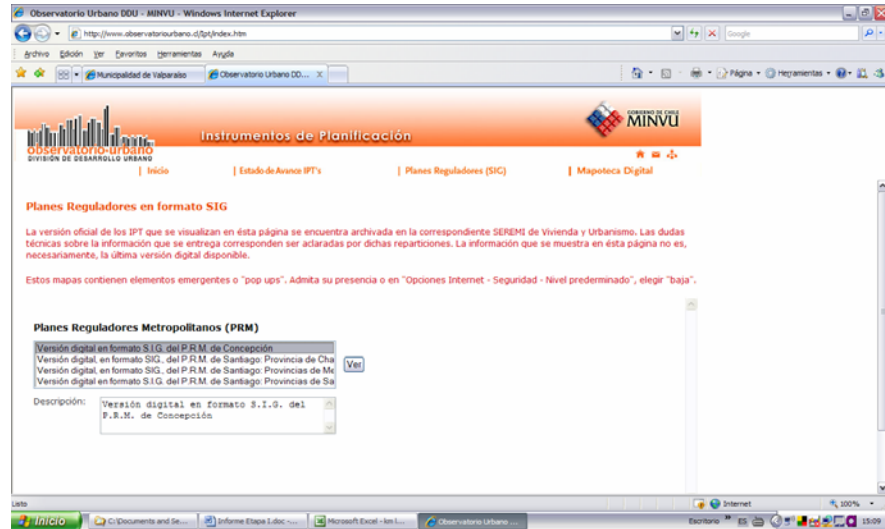 Observatorio Urbano DDU - MINVU - Windows Internet Explorer
http://www.observatoriourbano.cl/Ipt/index.htm
Google
Archivo Edición Ver Favoritos Herramientas Ayuda
Municipalidad de Valparaíso
Observatorio Urbano DD...
Página
Herramientas
observatorio-urbano
DIVISIÓN DE DESARROLLO URBANO
Instrumentos de Planificación
GOBIERNO DE CHILE
MINVU
| Inicio
| Estado de Avance IPT's
| Planes Reguladores (SIG)
| Mapoteca Digital
Planes Reguladores en formato SIG
La versión oficial de los IPT que se visualizan en ésta página se encuentra archivada en la correspondiente SEREMI de Vivienda y Urbanismo. Las dudas
técnicas sobre la información que se entrega corresponden ser aclaradas por dichas reparticiones. La información que se muestra en ésta página no es,
necesariamente, la última versión digital disponible.
Estos mapas contienen elementos emergentes o "pop ups". Admita su presencia o en "Opciones Internet - Seguridad - Nivel predeterminado", elegir "baja".
Planes Reguladores Metropolitanos (PRM)
Versión digital en formato S.I.G. del P.R.M. de Concepción
Versión digital, en formato SIG., del P.R.M. de Santiago: Provincia de Cha
Versión digital, en formato SIG., del P.R.M. de Santiago: Provincias de Me
Versión digital en formato S.I.G. del P.R.M. de Santiago: Provincias de Sa
Ver
Descripción:
Versión digital en formato S.I.G. del
P.R.M. de Concepción
Listo
Internet
100%
Inicio
C:\Documents and Se...
Informe Etapa I.doc -...
Microsoft Excel - km l...
Observatorio Urbano ...
Escritorio
ES
15:09